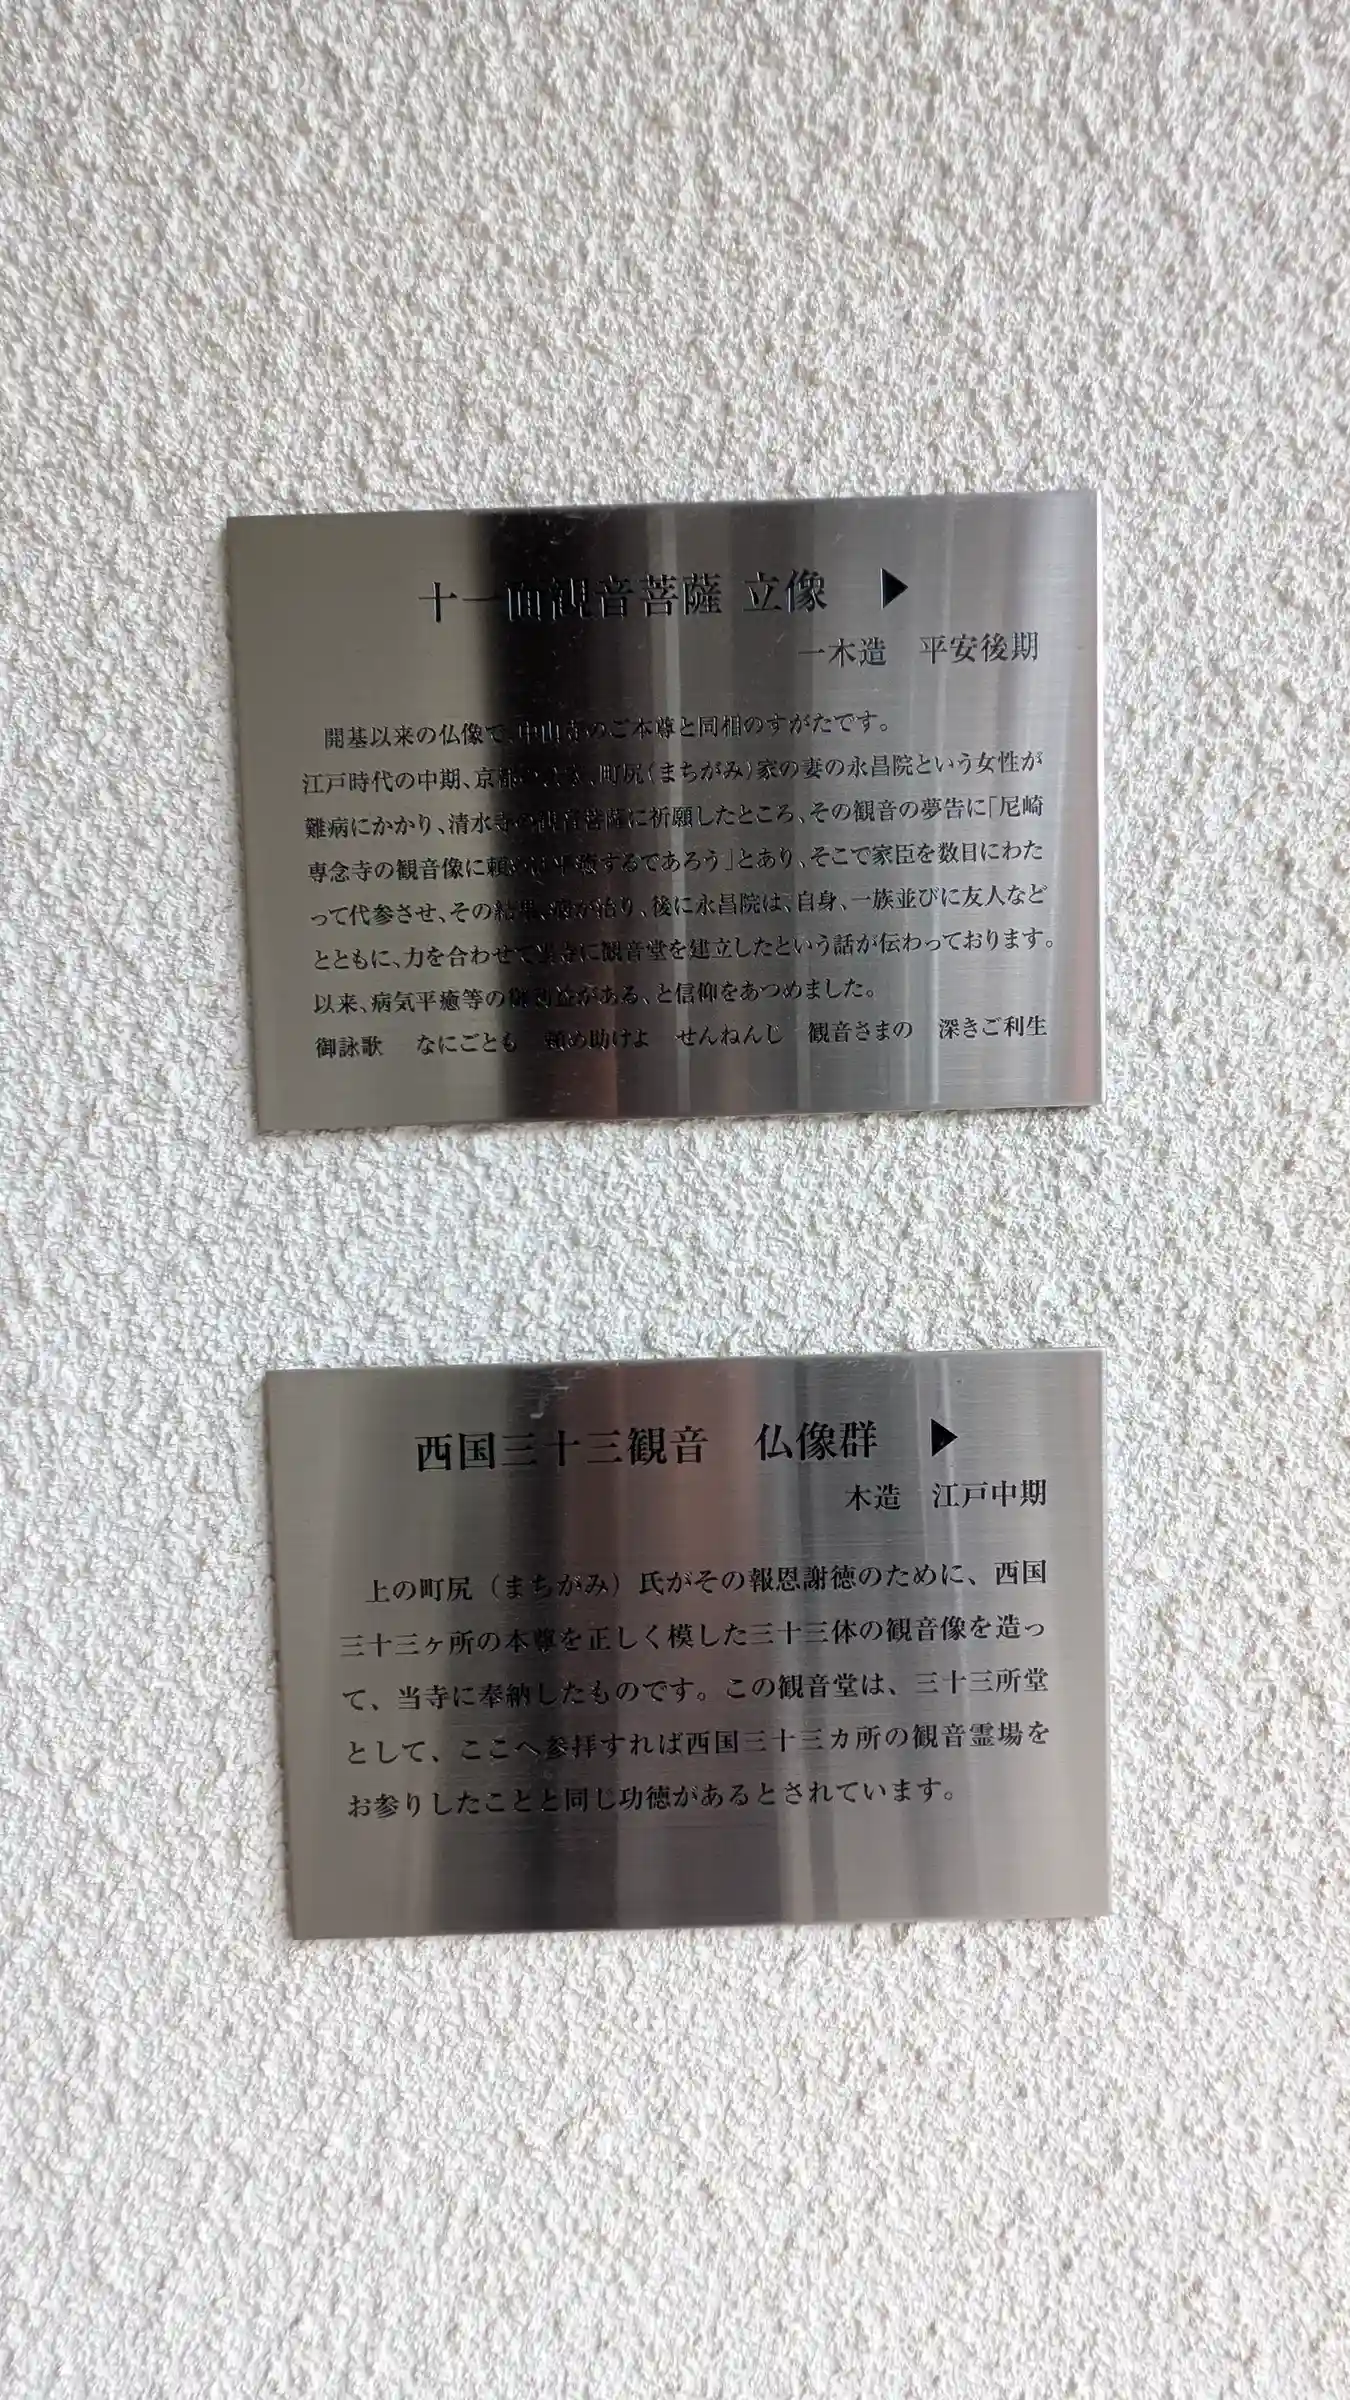 十一面観音菩薩 立像 ▶
一木造 平安後期
開基以来の仏像で、中山寺のご本尊と同相のすがたです。
江戸時代の中期、京都の公家、町尻(まちがみ)家の妻の永昌院という女性が
難病にかかり、清水寺の観音菩薩に祈願したところ、その観音の夢告に「尼崎
専念寺の観音像に頼めば平癒するであろう」とあり、そこで家臣を数日にわた
って代参させ、その結果、病が治り、後に永昌院は、自身、一族並びに友人など
とともに、力を合わせて当寺に観音堂を建立したという話が伝わっております。
以来、病気平癒等の御利益がある、と信仰をあつめました。
御詠歌 なにごとも 頼め助けよ せんねんじ 観音さまの 深きご利生
西国三十三観音 仏像群 ▶
木造 江戸中期
上の町尻（まちがみ）氏がその報恩謝徳のために、西国
三十三ヶ所の本尊を正しく模した三十三体の観音像を造っ
て、当寺に奉納したものです。この観音堂は、三十三所堂
として、ここへ参拝すれば西国三十三カ所の観音霊場を
お参りしたことと同じ功徳があるとされています。